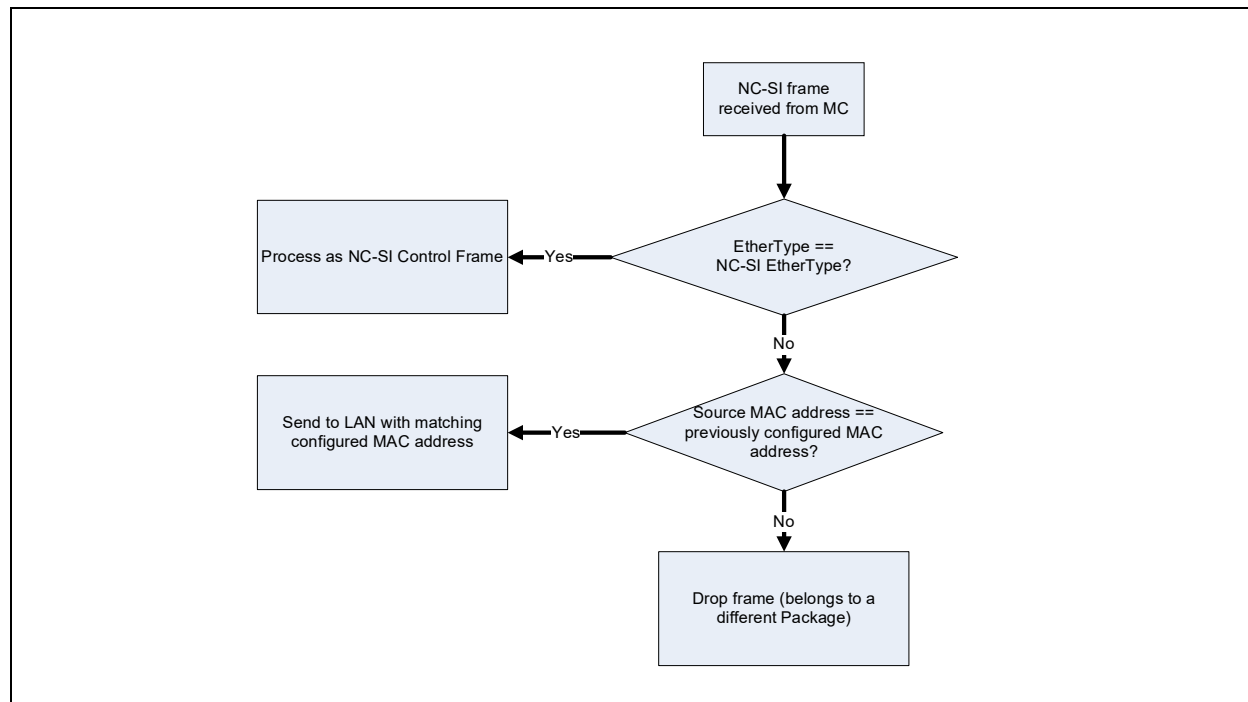 NC-SI frame
received from MC
EtherType ==
NC-SI EtherType?
Yes
Process as NC-SI Control Frame
No
Source MAC address ==
previously configured MAC
address?
Yes
Send to LAN with matching
configured MAC address
No
Drop frame (belongs to a
different Package)